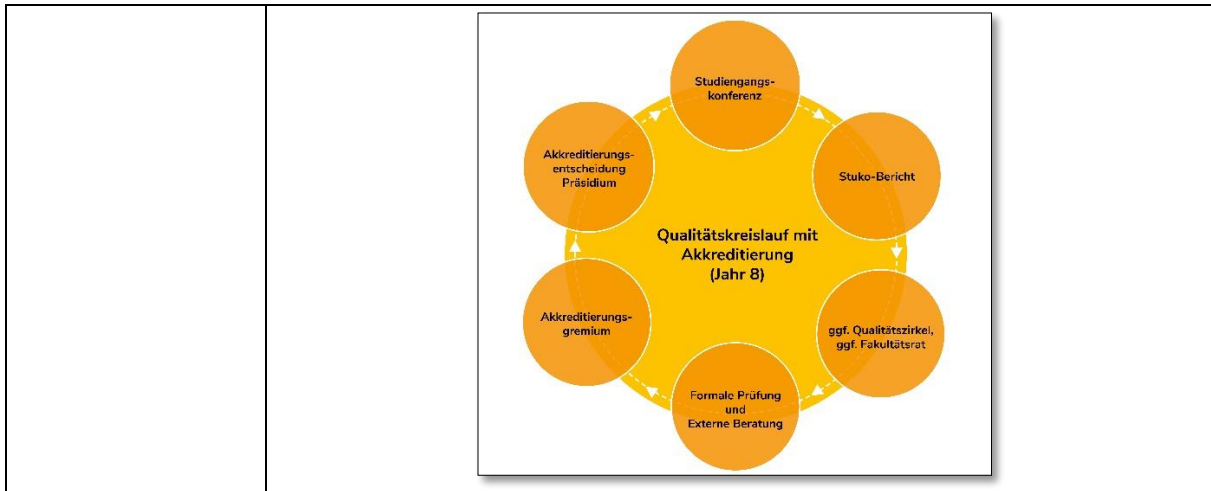 Studiengangs-
konferenz
Stuko-Bericht
ggf. Qualitätszirkel,
ggf. Fakultätsrat
Formale Prüfung
und
Externe Beratung
Akkreditierungs-
gremium
Akkreditierungs-
entscheidung
Präsidium
Qualitätskreislauf mit
Akkreditierung
(Jahr 8)